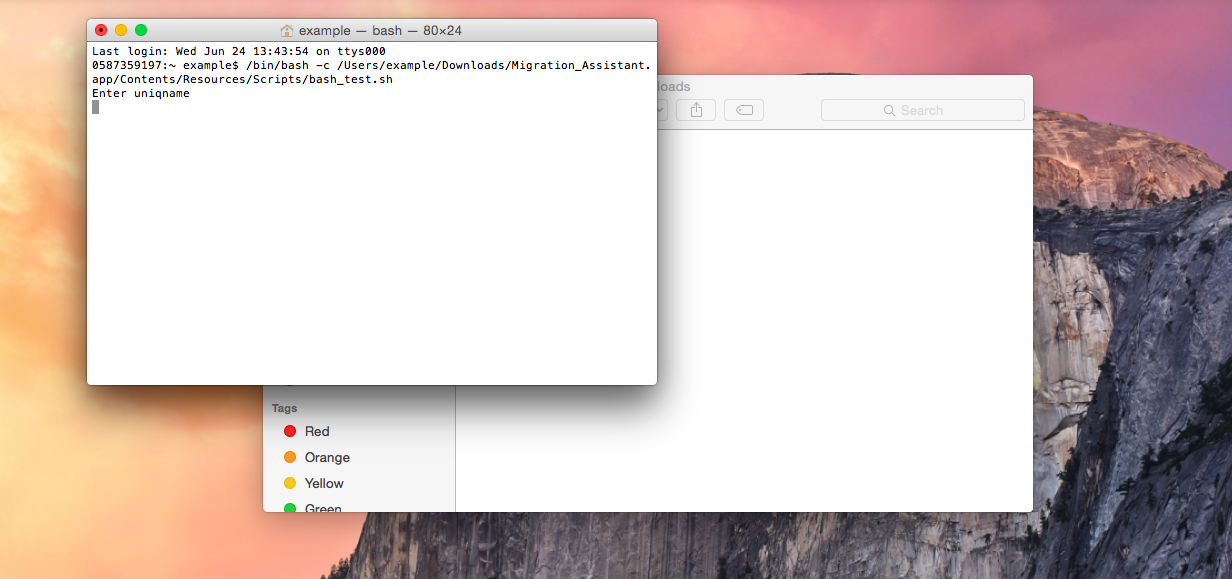 example — bash — 80×24
Last login: Wed Jun 24 13:43:54 on ttys000
0587359197:~ example$ /bin/bash -c /Users/example/Downloads/Migration_Assistant.
app/Contents/Resources/Scripts/bash_test.sh
Enter uniqname
loads
Search
Tags
Red
Orange
Yellow
Green